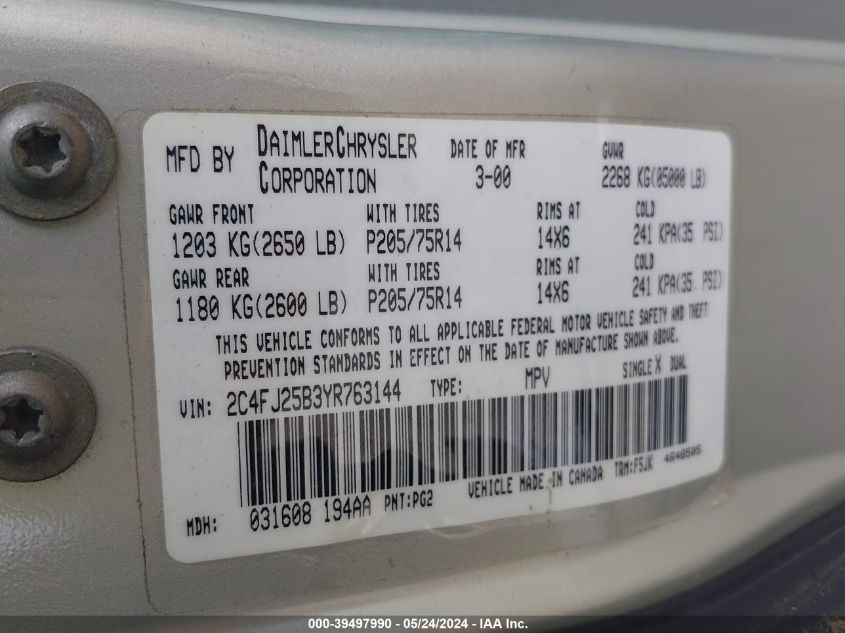 MFD BY DAIMLERCHRYSLER CORPORATION DATE OF MFR 3-00 GVWR 2268 KG(05000 LB)
GAWR FRONT WITH TIRES RIMS AT COLD
1203 KG(2650 LB) P205/75R14 14X6 241 KPA(35 PSI)
GAWR REAR WITH TIRES RIMS AT COLD
1180 KG(2600 LB) P205/75R14 14X6 241 KPA(35 PSI)
THIS VEHICLE CONFORMS TO ALL APPLICABLE FEDERAL MOTOR VEHICLE SAFETY AND THEFT
PREVENTION STANDARDS IN EFFECT ON THE DATE OF MANUFACTURE SHOWN ABOVE.
VIN: 2C4FJ25B3YR763144 TYPE: MPV SINGLE X DUAL
MDH: 031608 194AA PNT:PG2 VEHICLE MADE IN CANADA TRM:F5JK 4648505
000-39497990 - 05/24/2024 - IAA Inc.